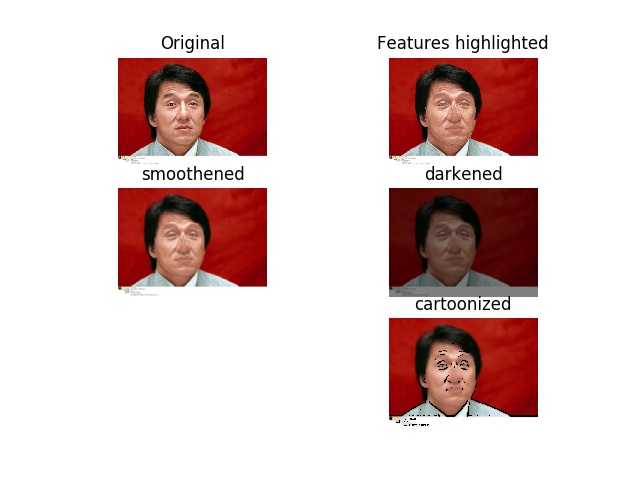 Original
Features highlighted
smoothened
darkened
cartoonized